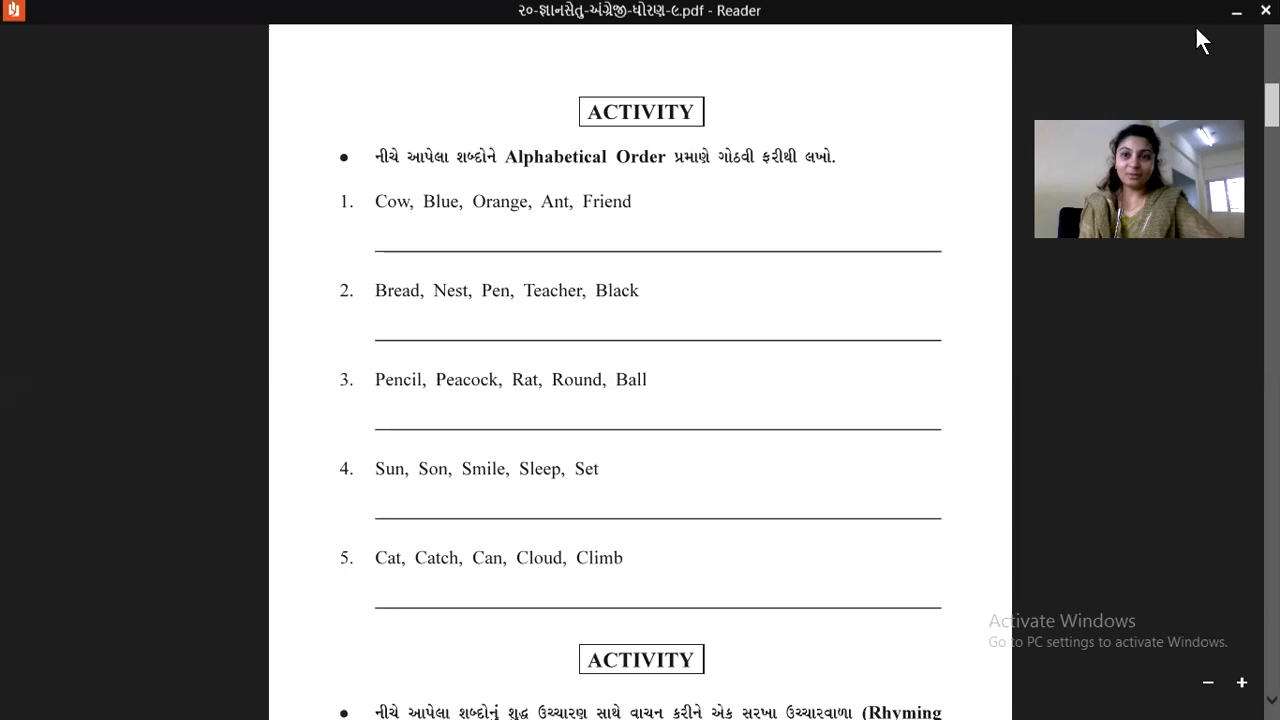 ૨૦-જ્ઞાનસેતુ-અંગ્રેજી-ધોરણ-૯.pdf - Reader
ACTIVITY
● નીચે આપેલા શબ્દોને Alphabetical Order પ્રમાણે ગોઠવી ફરીથી લખો.
1. Cow, Blue, Orange, Ant, Friend
2. Bread, Nest, Pen, Teacher, Black
3. Pencil, Peacock, Rat, Round, Ball
4. Sun, Son, Smile, Sleep, Set
5. Cat, Catch, Can, Cloud, Climb
Activate Windows
Go to PC settings to activate Windows.
ACTIVITY
● નીચે આપેલા શબ્દોનું શુદ્ધ ઉચ્ચારણ સાથે વાચન કરીને એક સરખા ઉચ્ચારવાળા (Rhyming